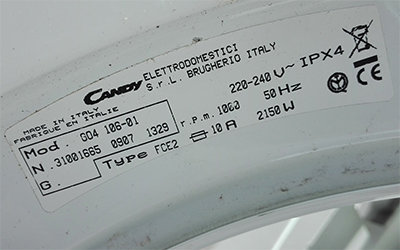 CANDY ELETTRODOMESTICI
S.r.L. BRUGHERIO ITALY
MADE IN ITALY
FABRIQUE EN ITALIE
220-240 V~ IPX4
50 Hz
2150 W
Mod. GO4 106-01
N. 31001665 0907 1329
G.
r.p.m. 1000
Type FCE2 10 A
CE